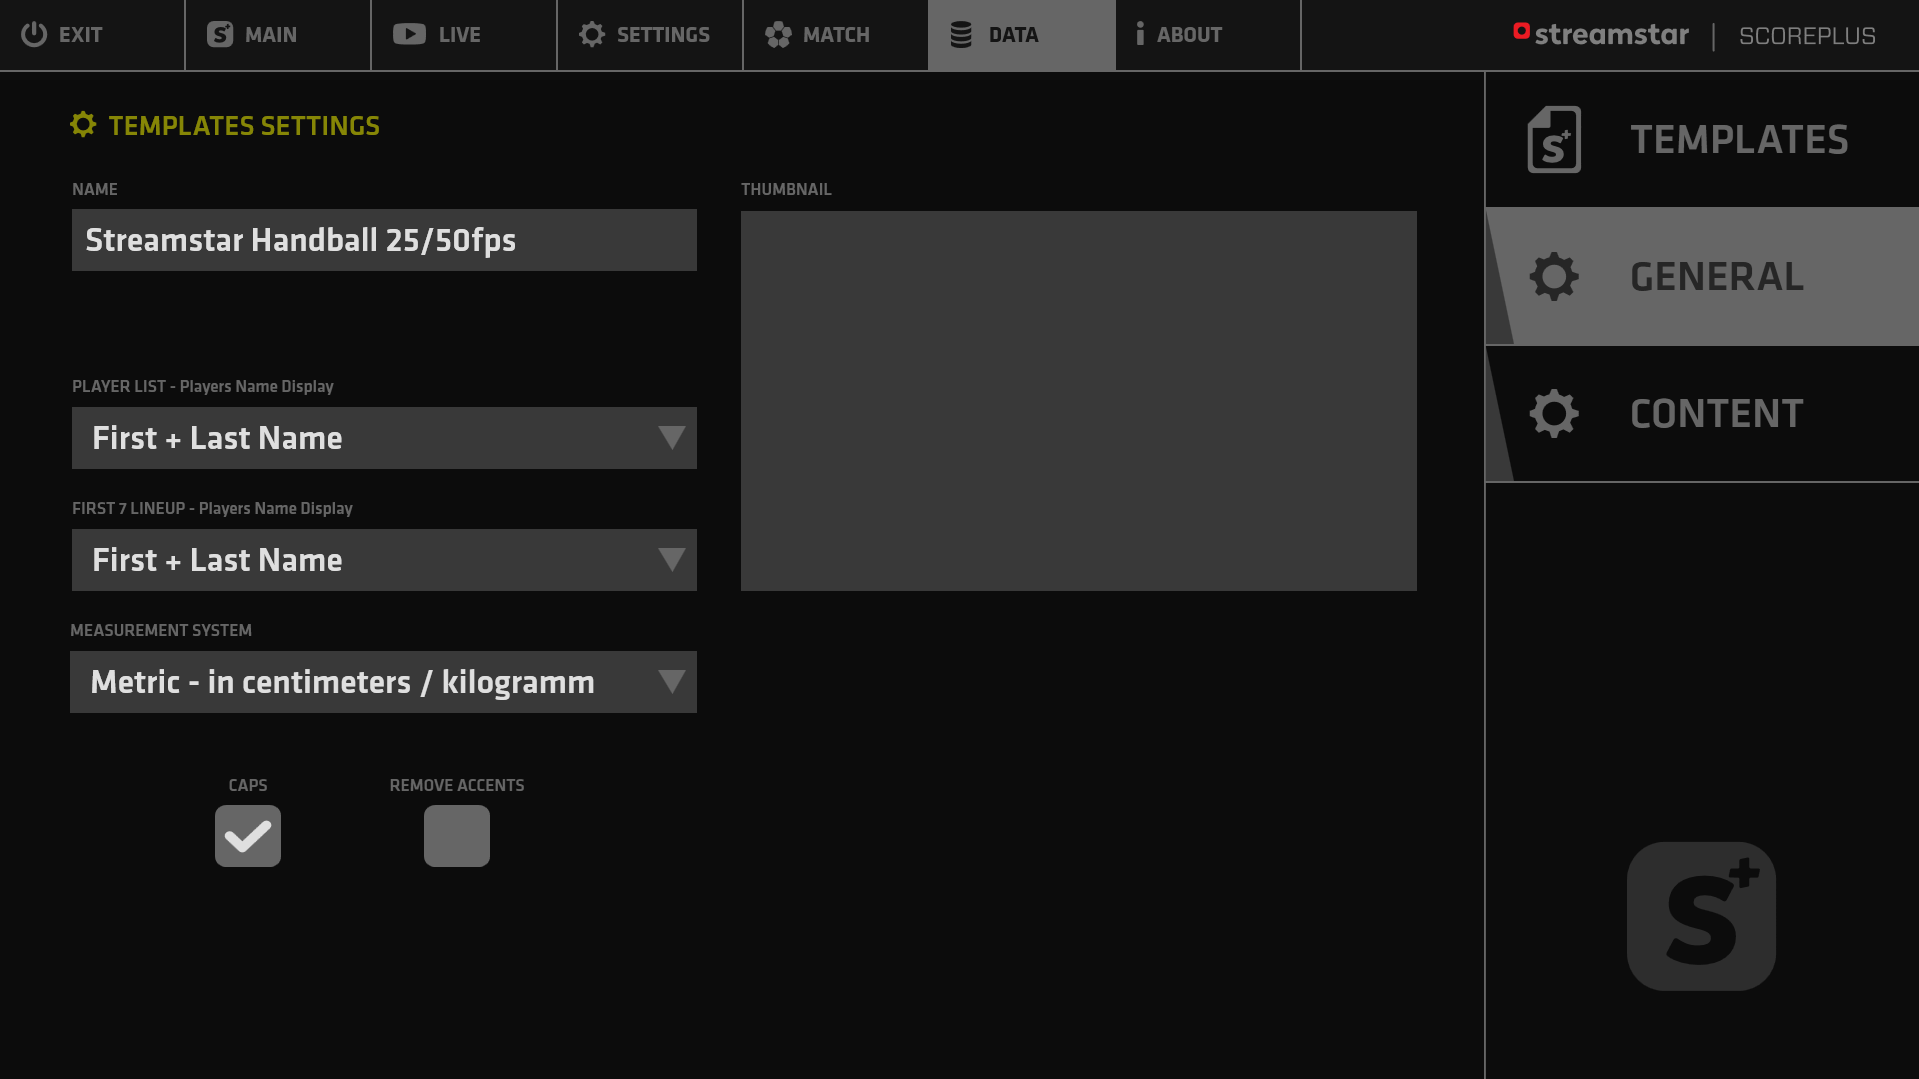 EXIT
MAIN
LIVE
SETTINGS
MATCH
DATA
ABOUT
streamstar | SCOREPLUS
TEMPLATES SETTINGS
NAME
Streamstar Handball 25/50fps
THUMBNAIL
PLAYER LIST - Players Name Display
First + Last Name
FIRST 7 LINEUP - Players Name Display
First + Last Name
MEASUREMENT SYSTEM
Metric - in centimeters / kilogramm
CAPS
REMOVE ACCENTS
TEMPLATES
GENERAL
CONTENT
S+